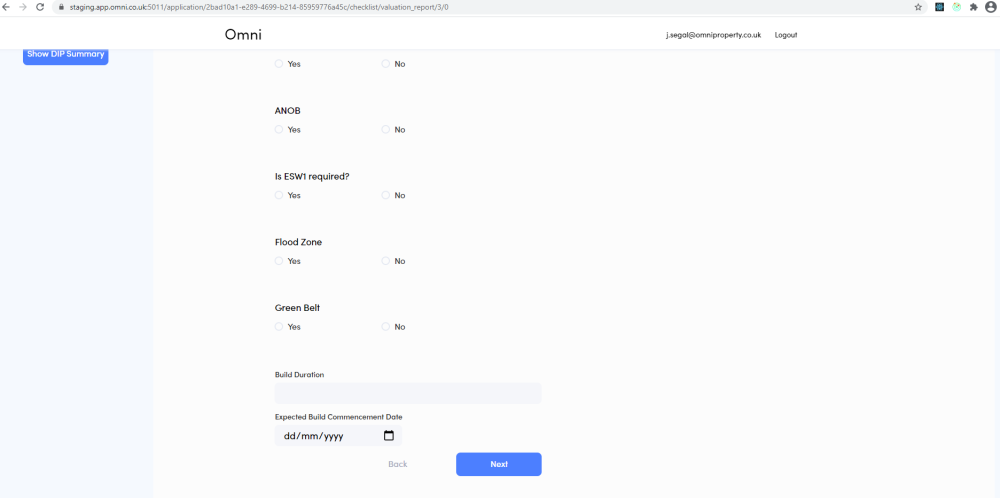 staging.app.omni.co.uk:5011/application/2bad10a1-e289-4699-b214-85959776a45c/checklist/valuation_report/3/0
Omni
j.segal@omniproperty.co.uk Logout
Show DIP Summary
Yes No
ANOB
Yes No
Is ESW1 required?
Yes No
Flood Zone
Yes No
Green Belt
Yes No
Build Duration
Expected Build Commencement Date
dd/mm/yyyy
Back Next